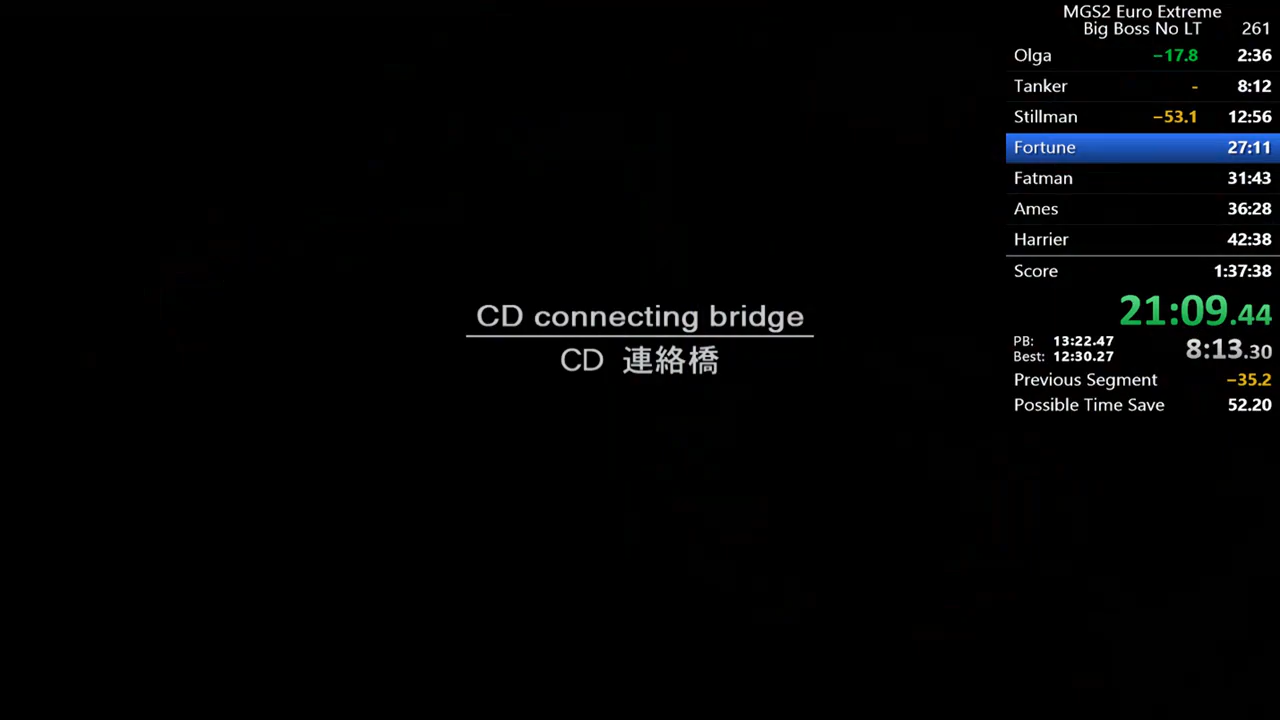 MGS2 Euro Extreme
Big Boss No LT 261
Olga −17.8 2:36
Tanker - 8:12
Stillman −53.1 12:56
Fortune 27:11
Fatman 31:43
Ames 36:28
Harrier 42:38
Score 1:37:38
21:09.44
PB: 13:22.47
Best: 12:30.27
8:13.30
Previous Segment −35.2
Possible Time Save 52.20
CD connecting bridge
CD 連絡橋